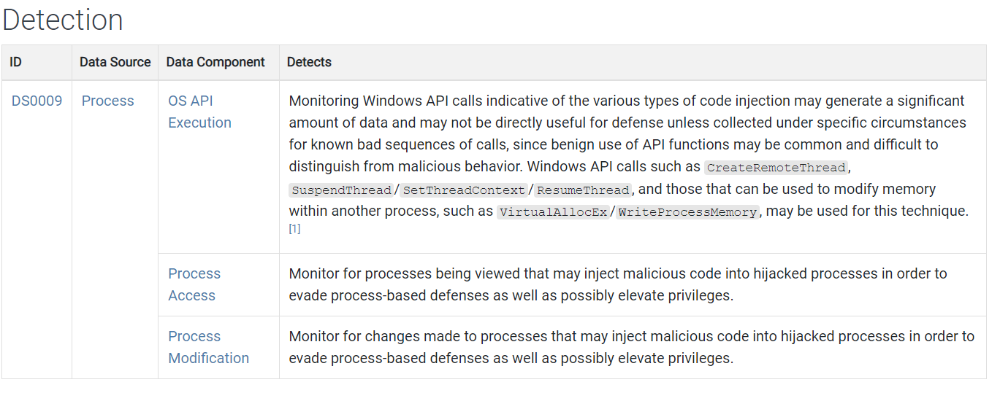 Detection
ID Data Source Data Component Detects
DS0009 Process OS API Execution
Monitoring Windows API calls indicative of the various types of code injection may generate a significant
amount of data and may not be directly useful for defense unless collected under specific circumstances
for known bad sequences of calls, since benign use of API functions may be common and difficult to
distinguish from malicious behavior. Windows API calls such as CreateRemoteThread,
SuspendThread/SetThreadContext/ResumeThread, and those that can be used to modify memory
within another process, such as VirtualAllocEx/WriteProcessMemory, may be used for this technique.
[1]
Process
Access
Monitor for processes being viewed that may inject malicious code into hijacked processes in order to
evade process-based defenses as well as possibly elevate privileges.
Process
Modification
Monitor for changes made to processes that may inject malicious code into hijacked processes in order to
evade process-based defenses as well as possibly elevate privileges.